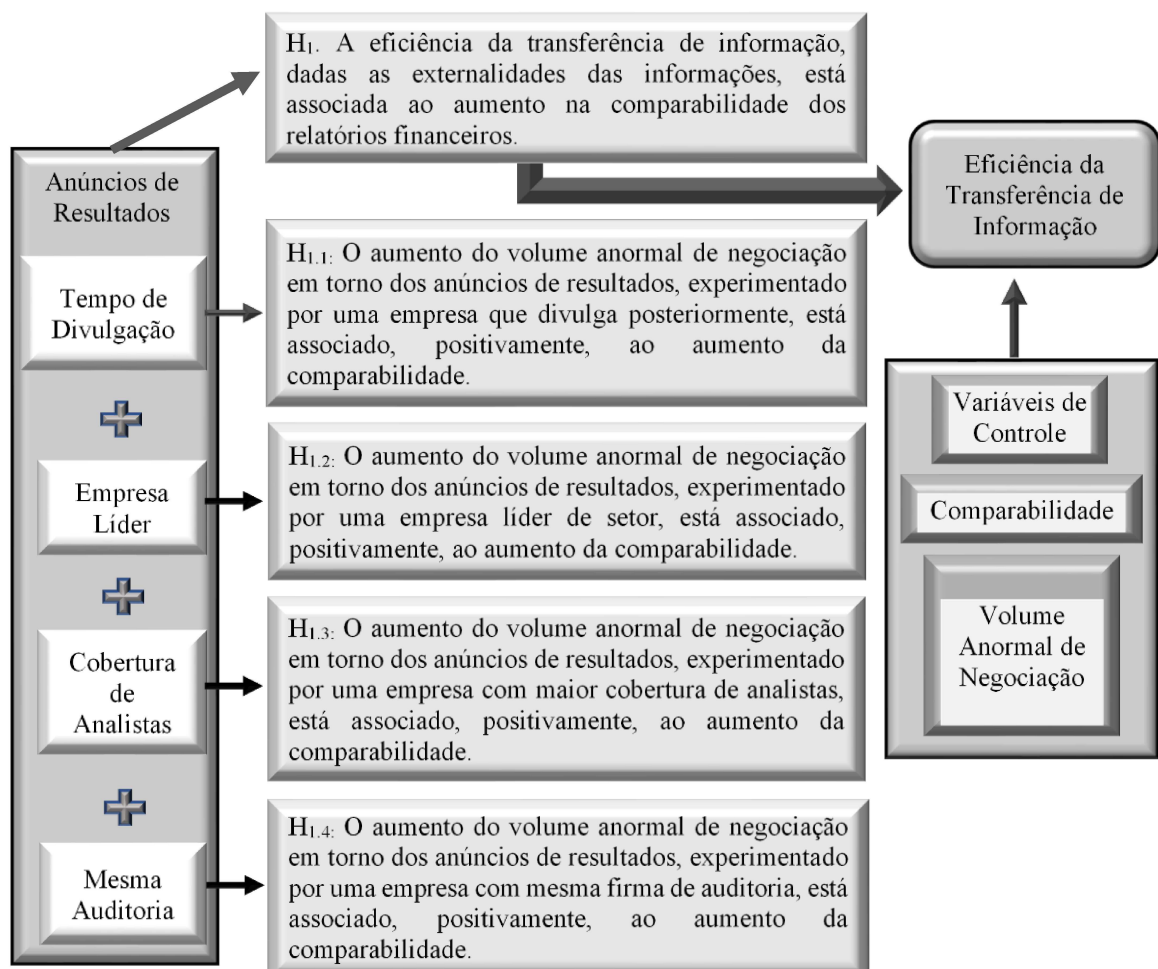 H1. A eficiência da transferência de informação,
dadas as externalidades das informações, está
associada ao aumento na comparabilidade dos
relatórios financeiros.
Anúncios de
Resultados
Tempo de
Divulgação
Empresa
Líder
Cobertura
de
Analistas
Mesma
Auditoria
H1.1: O aumento do volume anormal de negociação
em torno dos anúncios de resultados, experimentado
por uma empresa que divulga posteriormente, está
associado, positivamente, ao aumento da
comparabilidade.
H1.2: O aumento do volume anormal de negociação
em torno dos anúncios de resultados, experimentado
por uma empresa líder de setor, está associado,
positivamente, ao aumento da comparabilidade.
H1.3: O aumento do volume anormal de negociação
em torno dos anúncios de resultados, experimentado
por uma empresa com maior cobertura de analistas,
está associado, positivamente, ao aumento da
comparabilidade.
H1.4: O aumento do volume anormal de negociação
em torno dos anúncios de resultados, experimentado
por uma empresa com mesma firma de auditoria, está
associado, positivamente, ao aumento da
comparabilidade.
Eficiência da
Transferência de
Informação
Variáveis de
Controle
Comparabilidade
Volume
Anormal de
Negociação